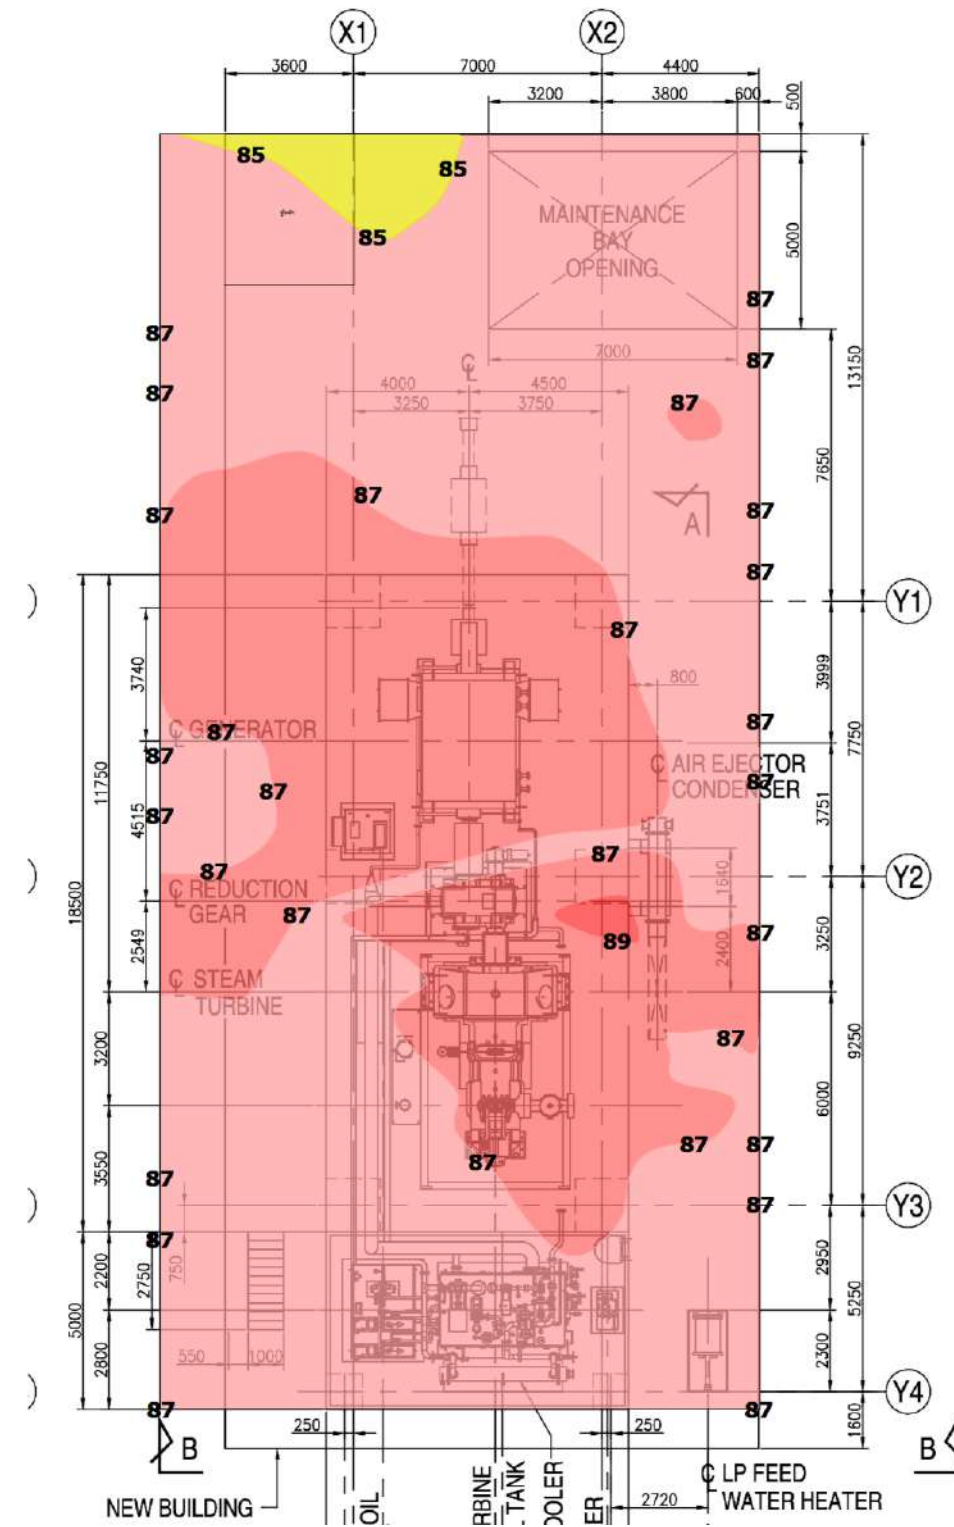 X1
X2
3600
7000
4400
3200
3800
600
500
85
85
85
MAINTENANCE
BAY
OPENING
5000
87
87
87
87
7000
13150
4000
4500
3250
3750
87
7650
87
87
87
A
87
Y1
87
3740
800
3999
7750
87
℄ GENERATOR
87
87
℄ AIR EJECTOR
CONDENSER
87
11750
87
4515
87
3751
87
87
Y2
18500
℄ REDUCTION
GEAR
A
1640
87
3250
2549
89
87
2400
℄ STEAM
TURBINE
87
3200
9250
6000
87
87
3550
87
87
87
Y3
87
2200
750
2750
2950
5250
5000
2800
550
1000
2300
Y4
87
87
1600
250
250
B
B
℄ LP FEED
WATER HEATER
2720
NEW BUILDING
OIL
RBINE
TANK
OOLER
ER